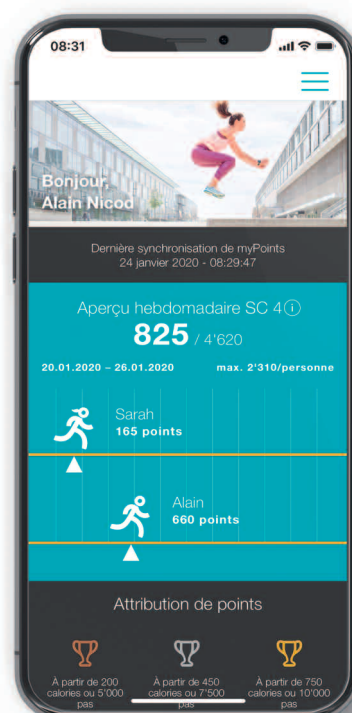 08:31
Bonjour,
Alain Nicod
Dernière synchronisation de myPoints
24 janvier 2020 - 08:29:47
Aperçu hebdomadaire SC 4 i
825 / 4'620
20.01.2020 – 26.01.2020 max. 2'310/personne
Sarah
165 points
Alain
660 points
Attribution de points
À partir de 200 À partir de 450 À partir de 750
calories ou 5'000 calories ou 7'500 calories ou 10'000
pas pas pas